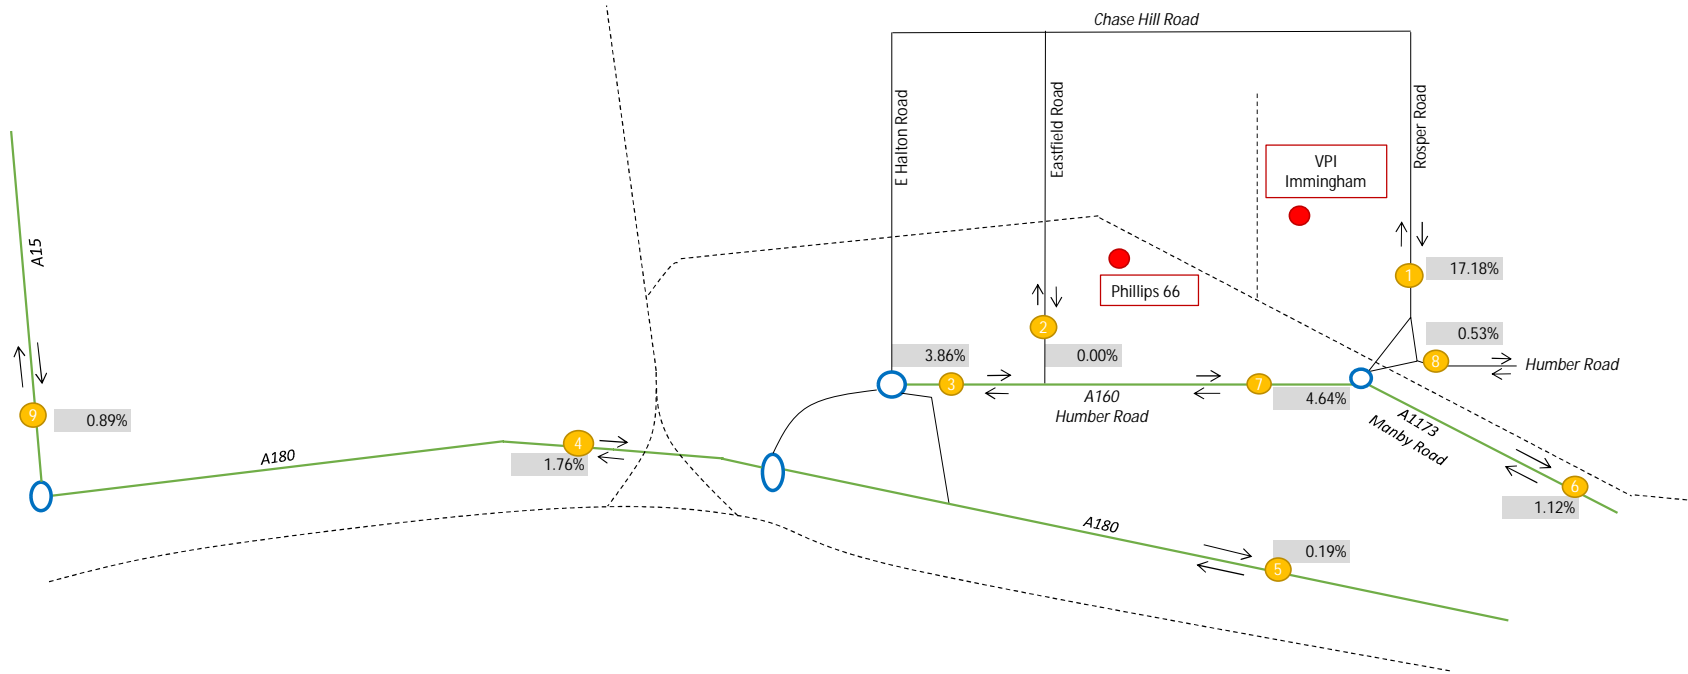 Chase Hill Road
E Halton Road
Eastfield Road
Rosper Road
VPI
Immingham
A15
Phillips 66
1
17.18%
2
0.53%
3.86%
0.00%
8
Humber Road
3
7
A160
Humber Road
4.64%
9
0.89%
A1173
Manby Road
4
A180
1.76%
6
1.12%
A180
0.19%
5